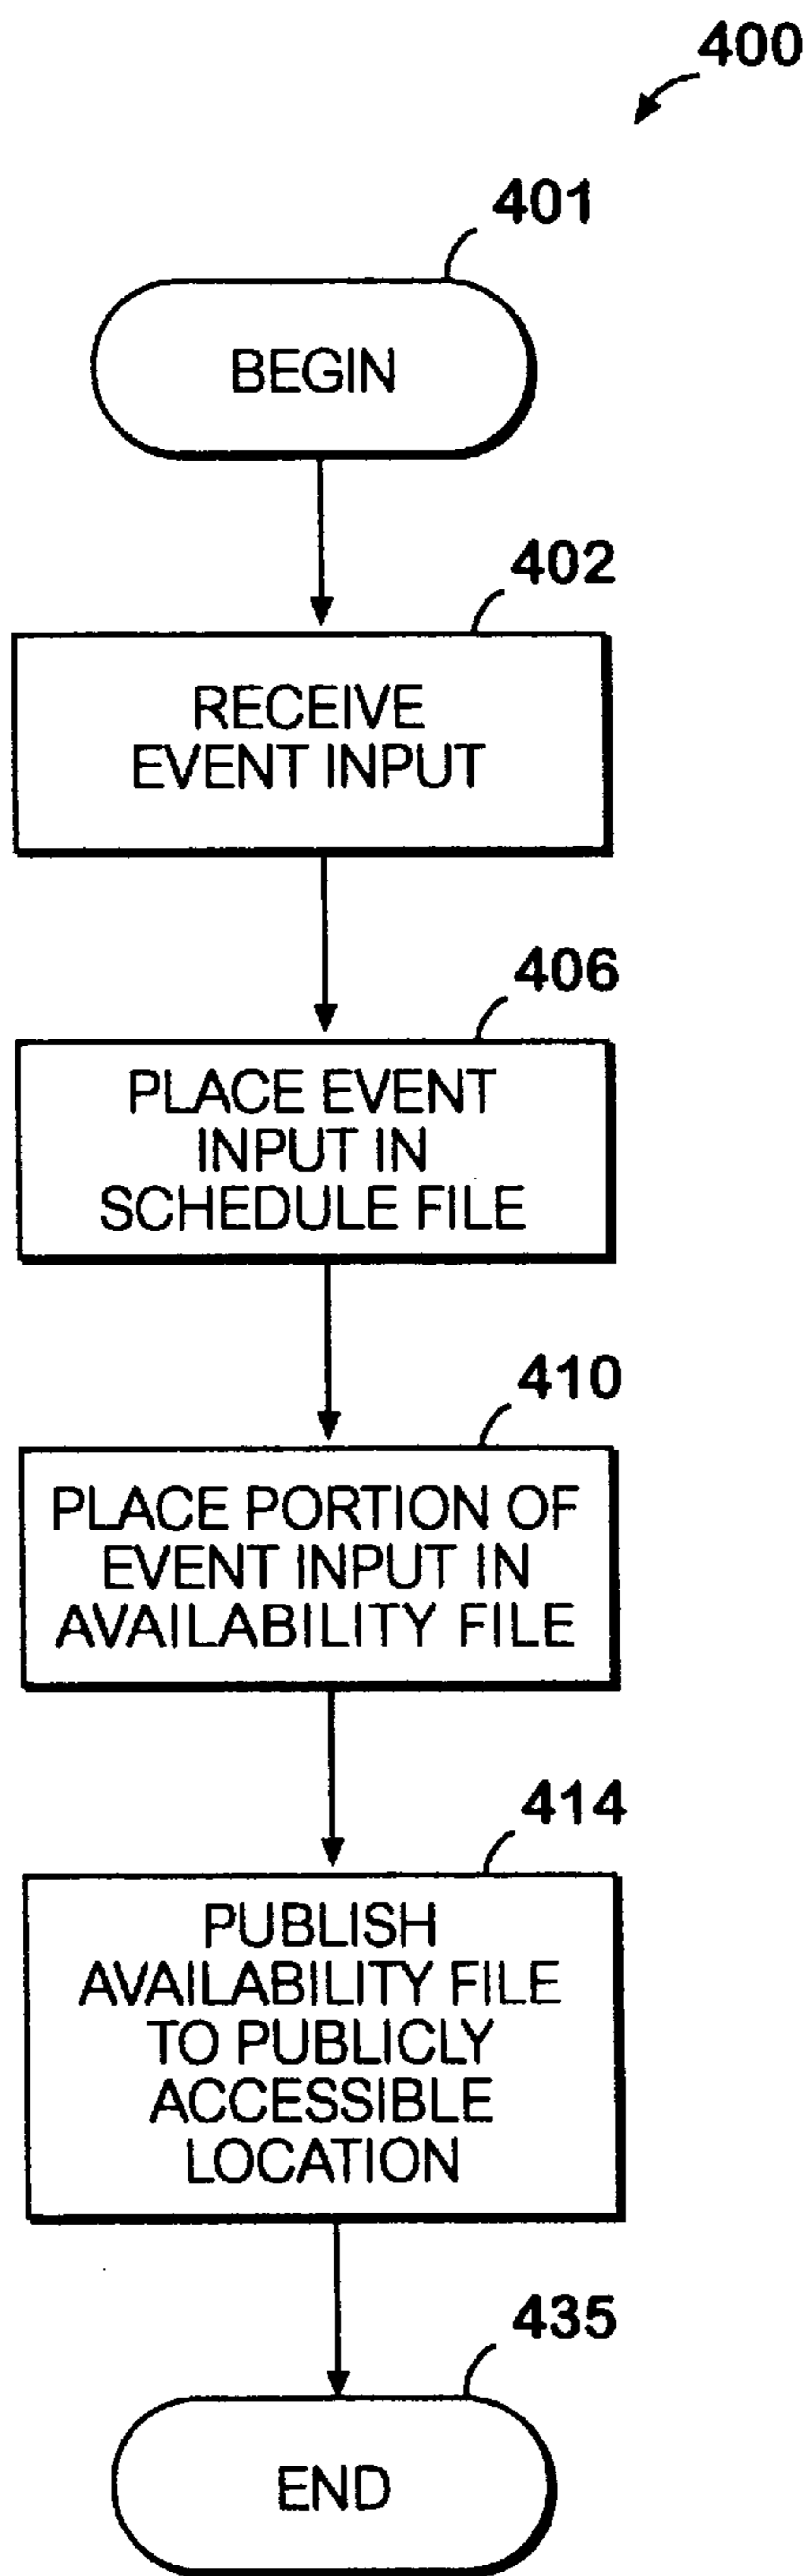 400
401
BEGIN
402
RECEIVE
EVENT INPUT
406
PLACE EVENT
INPUT IN
SCHEDULE FILE
410
PLACE PORTION OF
EVENT INPUT IN
AVAILABILITY FILE
414
PUBLISH
AVAILABILITY FILE
TO PUBLICLY
ACCESSIBLE
LOCATION
435
END